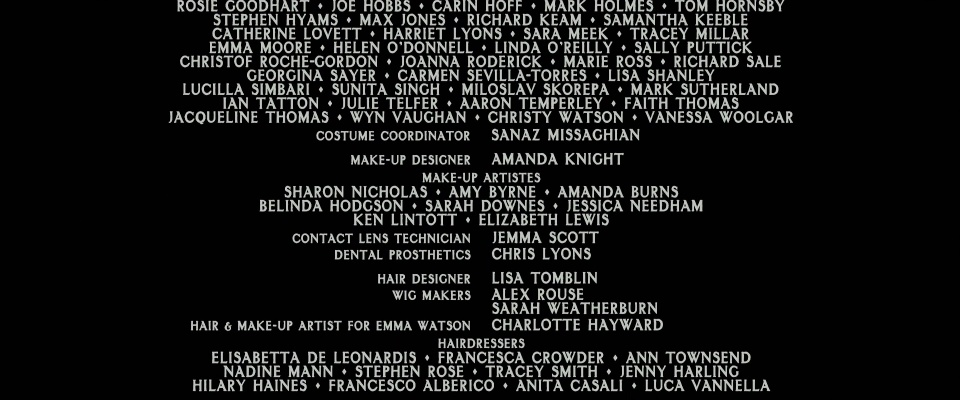 ROSIE GOODHART • JOE HOBBS • CARIN HOFF • MARK HOLMES • TOM HORNSBY
STEPHEN HYAMS • MAX JONES • RICHARD KEAM • SAMANTHA KEEBLE
CATHERINE LOVETT • HARRIET LYONS • SARA MEEK • TRACEY MILLAR
EMMA MOORE • HELEN O'DONNELL • LINDA O'REILLY • SALLY PUTTICK
CHRISTOF ROCHE-GORDON • JOANNA RODERICK • MARIE ROSS • RICHARD SALE
GEORGINA SAYER • CARMEN SEVILLA-TORRES • LISA SHANLEY
LUCILLA SIMBARI • SUNITA SINGH • MILOSLAV SKOREPA • MARK SUTHERLAND
IAN TATTON • JULIE TELFER • AARON TEMPERLEY • FAITH THOMAS
JACQUELINE THOMAS • WYN VAUGHAN • CHRISTY WATSON • VANESSA WOOLGAR
COSTUME COORDINATOR SANAZ MISSAGHIAN
MAKE-UP DESIGNER AMANDA KNIGHT
MAKE-UP ARTISTES
SHARON NICHOLAS • AMY BYRNE • AMANDA BURNS
BELINDA HODGSON • SARAH DOWNES • JESSICA NEEDHAM
KEN LINTOTT • ELIZABETH LEWIS
CONTACT LENS TECHNICIAN JEMMA SCOTT
DENTAL PROSTHETICS CHRIS LYONS
HAIR DESIGNER LISA TOMBLIN
WIG MAKERS ALEX ROUSE
SARAH WEATHERBURN
HAIR & MAKE-UP ARTIST FOR EMMA WATSON CHARLOTTE HAYWARD
HAIRDRESSERS
ELISABETTA DE LEONARDIS • FRANCESCA CROWDER • ANN TOWNSEND
NADINE MANN • STEPHEN ROSE • TRACEY SMITH • JENNY HARLING
HILARY HAINES • FRANCESCO ALBERICO • ANITA CASALI • LUCA VANNELLA